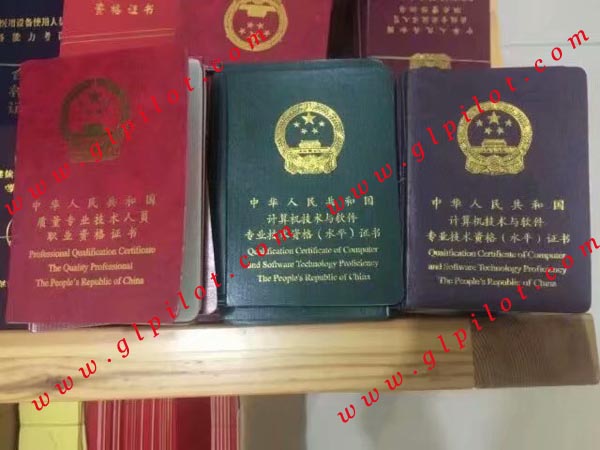 资格证书
中华人民共和国
质量专业技术人员
职业资格证书
Professional Qualification Certificate
The Quality Professional
The People's Republic of China
中华人民共和国
计算机技术与软件
专业技术资格（水平）证书
Qualification Certificate of Computer
and Software Technology Proficiency
The People's Republic of China
中华人民共和国
计算机技术与软件
专业技术资格（水平）证书
Qualification Certificate of Computer
and Software Technology Proficiency
The People's Republic of China
www.glpilot.com
www.glpilot.com
www.glpilot.com
www.glpilot.com
www.glpilot.com
www.glpilot.com